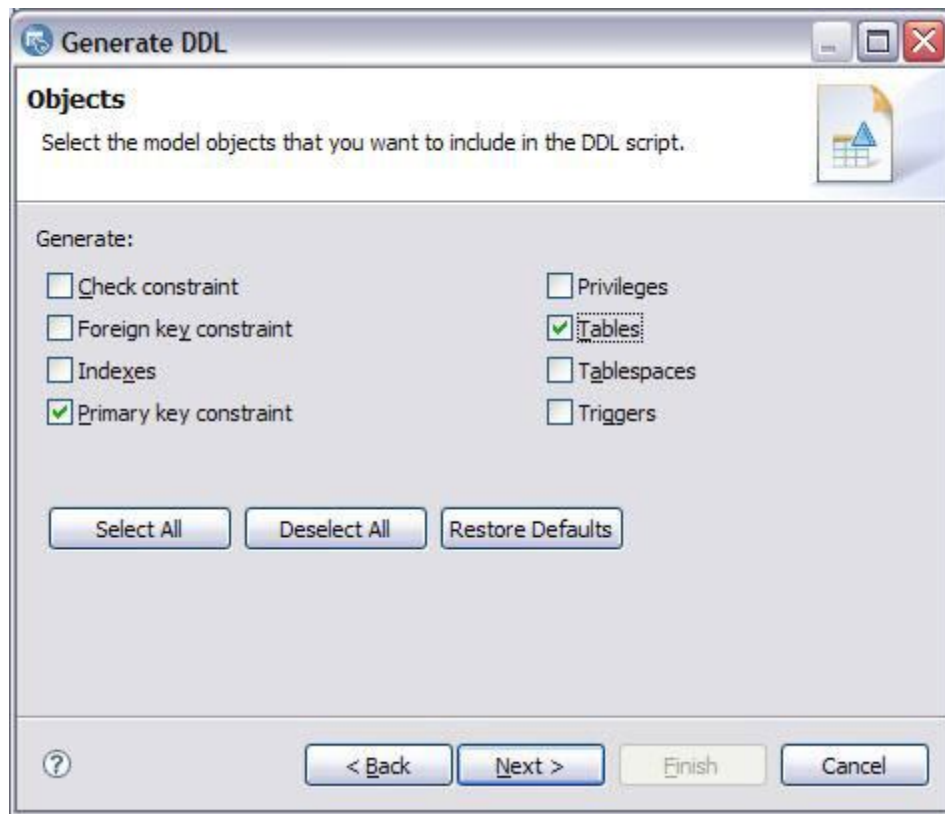 Generate DDL
Objects
Select the model objects that you want to include in the DDL script.
Generate:
Check constraint
Privileges
Foreign key constraint
Tables
Indexes
Tablespaces
Primary key constraint
Triggers
Select All Deselect All Restore Defaults
? < Back Next > Finish Cancel